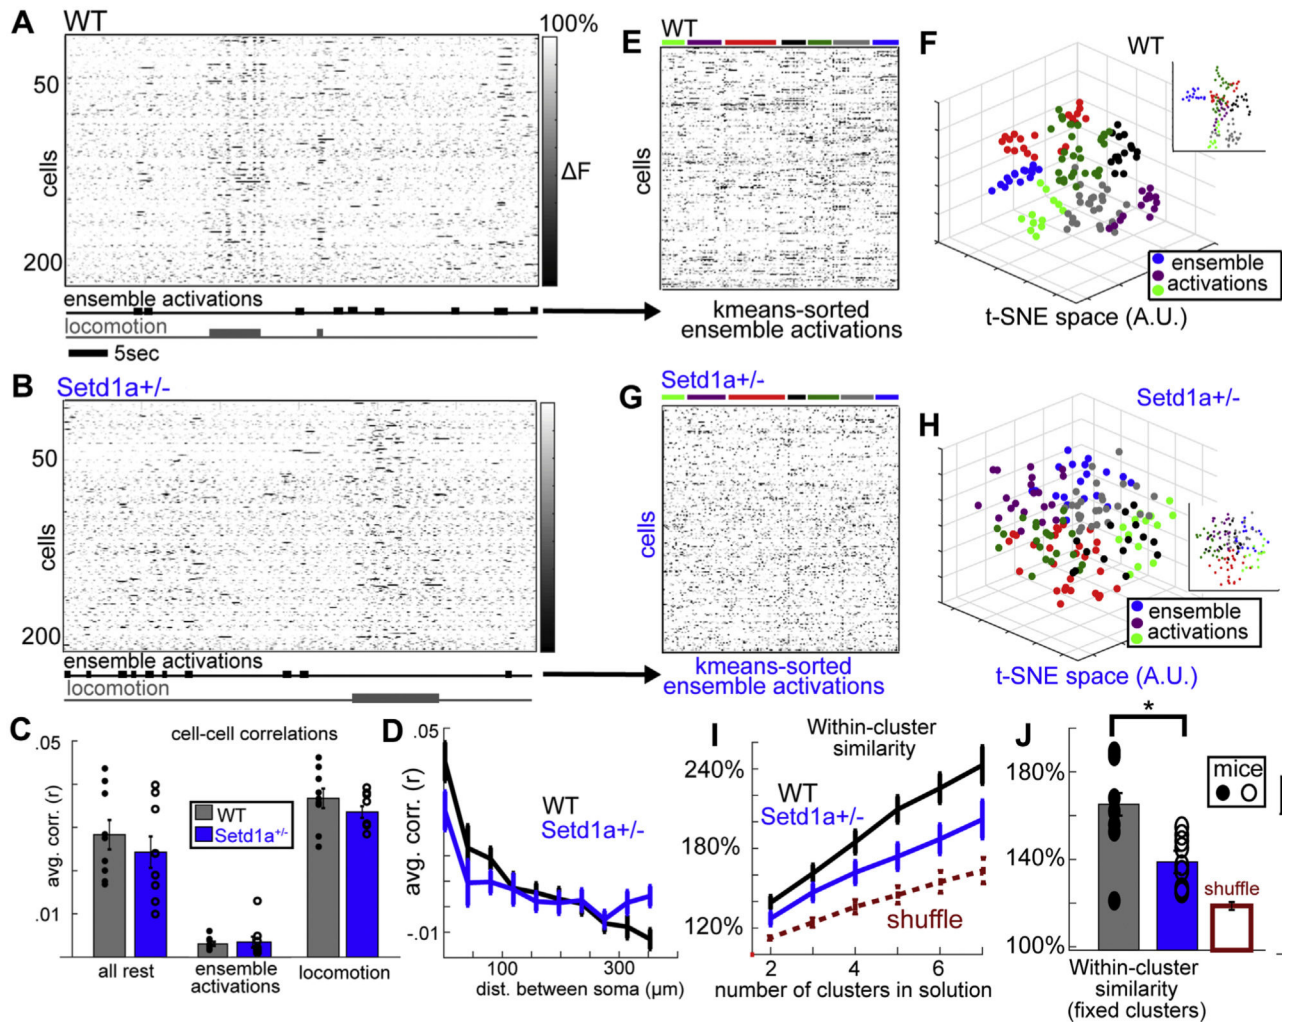 A
WT
100%
50
cells
ΔF
200
ensemble activations
locomotion
5sec
E
WT
cells
kmeans-sorted
ensemble activations
F
WT
ensemble
activations
t-SNE space (A.U.)
B
Setd1a+/-
50
cells
200
ensemble activations
locomotion
G
Setd1a+/-
cells
kmeans-sorted
ensemble activations
H
Setd1a+/-
ensemble
activations
t-SNE space (A.U.)
C
cell-cell correlations
.05
avg. corr. (r)
.01
WT
Setd1a+/-
all rest
ensemble
activations
locomotion
D
.05
avg. corr. (r)
-.01
WT
Setd1a+/-
100
300
dist. between soma (μm)
I
Within-cluster
similarity
240%
180%
120%
WT
Setd1a+/-
shuffle
2
4
6
number of clusters in solution
J
*
180%
140%
100%
mice
shuffle
Within-cluster
similarity
(fixed clusters)